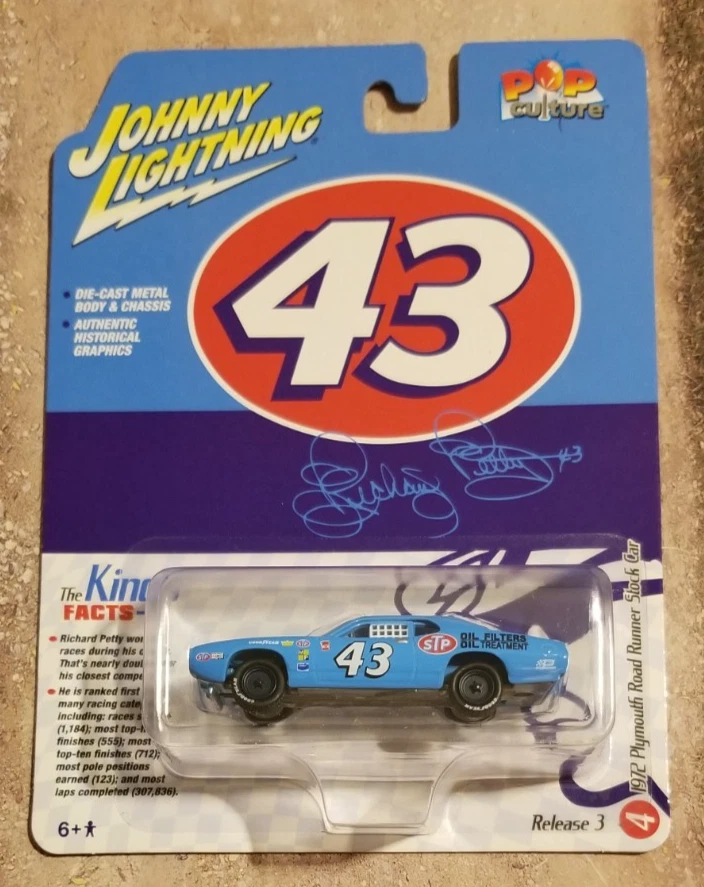 JOHNNY
LIGHTNING
POP
culture
43
• DIE-CAST METAL
BODY & CHASSIS
• AUTHENTIC
HISTORICAL
GRAPHICS
Richard Petty 43
The King
FACTS-
• Richard Petty won
races during his c
That's nearly doub
his closest compe
• He is ranked first
many racing cate
including: races s
(1,184); most top-f
finishes (555); most
top-ten finishes (712);
most pole positions
earned (123); and most
laps completed (307,836).
STP
43
STP
OIL FILTERS
OIL TREATMENT
GOODYEAR
1972 Plymouth Road Runner Stock Car
6+
Release 3
4